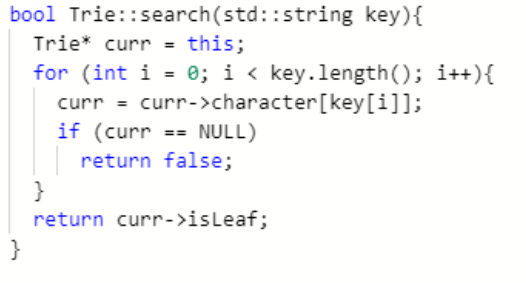 bool Trie::search(std::string key){
  Trie* curr = this;
  for (int i = 0; i < key.length(); i++){
    curr = curr->character[key[i]];
    if (curr == NULL)
      return false;
  }
  return curr->isLeaf;
}